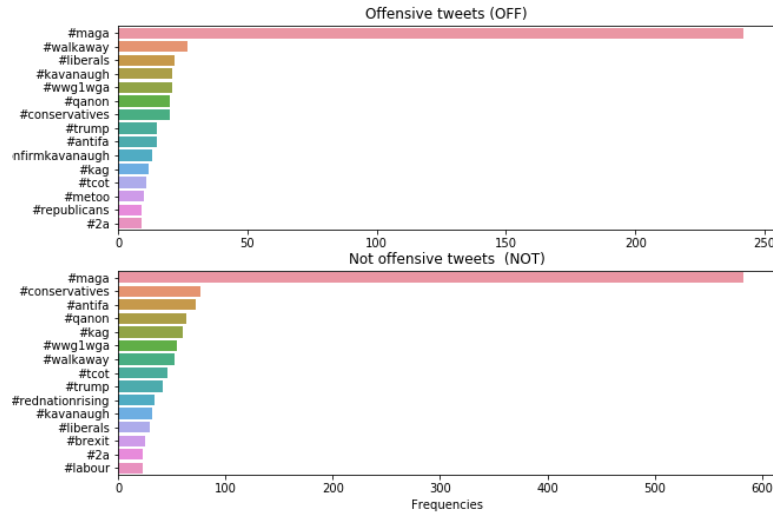 Offensive tweets (OFF)
#maga
#walkaway
#liberals
#kavanaugh
#wwg1wga
#qanon
#conservatives
#trump
#antifa
nfirmkavanaugh
#kag
#tcot
#metoo
#republicans
#2a
0 50 100 150 200 250
Not offensive tweets (NOT)
#maga
#conservatives
#antifa
#qanon
#kag
#wwg1wga
#walkaway
#tcot
#trump
#rednationrising
#kavanaugh
#liberals
#brexit
#2a
#labour
0 100 200 300 400 500 600
Frequencies